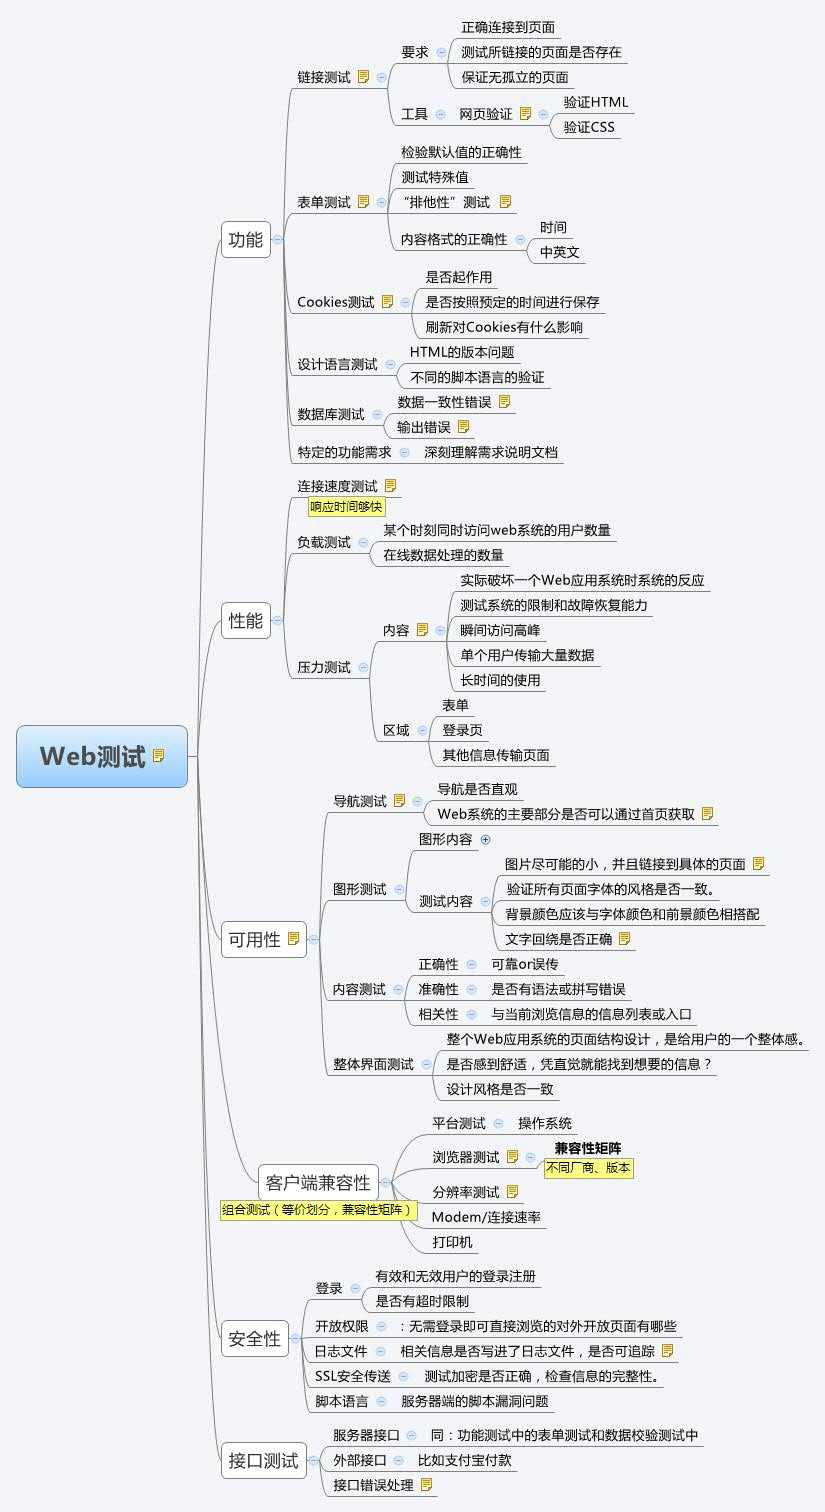 Web测试
功能
链接测试
要求
正确连接到页面
测试所链接的页面是否存在
保证无孤立的页面
工具
网页验证
验证HTML
验证CSS
表单测试
检验默认值的正确性
测试特殊值
“排他性”测试
内容格式的正确性
时间
中英文
Cookies测试
是否起作用
是否按照预定的时间进行保存
刷新对Cookies有什么影响
设计语言测试
HTML的版本问题
不同的脚本语言的验证
数据库测试
数据一致性错误
输出错误
特定的功能需求
深刻理解需求说明文档
性能
连接速度测试
响应时间够快
负载测试
某个时刻同时访问web系统的用户数量
在线数据处理的数量
压力测试
内容
实际破坏一个Web应用系统时系统的反应
测试系统的限制和故障恢复能力
瞬间访问高峰
单个用户传输大量数据
长时间的使用
区域
表单
登录页
其他信息传输页面
可用性
导航测试
导航是否直观
Web系统的主要部分是否可以通过首页获取
图形测试
图形内容
测试内容
图片尽可能的小，并且链接到具体的页面
验证所有页面字体的风格是否一致。
背景颜色应该与字体颜色和前景颜色相搭配
文字回绕是否正确
内容测试
正确性
可靠or误传
准确性
是否有语法或拼写错误
相关性
与当前浏览信息的信息列表或入口
整体界面测试
整个Web应用系统的页面结构设计，是给用户的一个整体感。
是否感到舒适，凭直觉就能找到想要的信息？
设计风格是否一致
客户端兼容性
组合测试（等价划分，兼容性矩阵）
平台测试
操作系统
浏览器测试
兼容性矩阵
不同厂商、版本
分辨率测试
Modem/连接速率
打印机
安全性
登录
有效和无效用户的登录注册
是否有超时限制
开放权限
：无需登录即可直接浏览的对外开放页面有哪些
日志文件
相关信息是否写进了日志文件，是否可追踪
SSL安全传送
测试加密是否正确，检查信息的完整性。
脚本语言
服务器端的脚本漏洞问题
接口测试
服务器接口
同：功能测试中的表单测试和数据校验测试中
外部接口
比如支付宝付款
接口错误处理